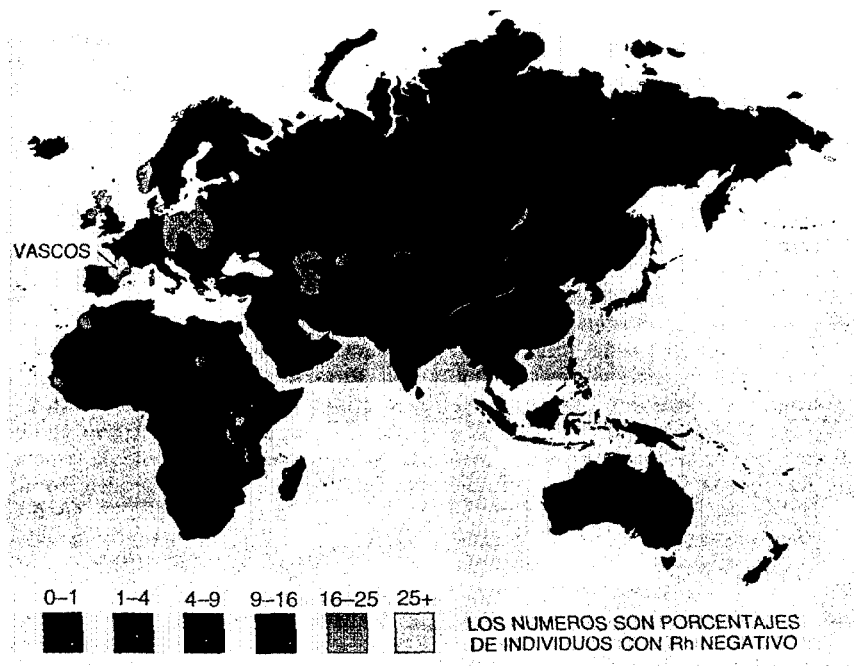 VASCOS
0–1 1–4 4–9 9–16 16–25 25+
LOS NUMEROS SON PORCENTAJES
DE INDIVIDUOS CON Rh NEGATIVO